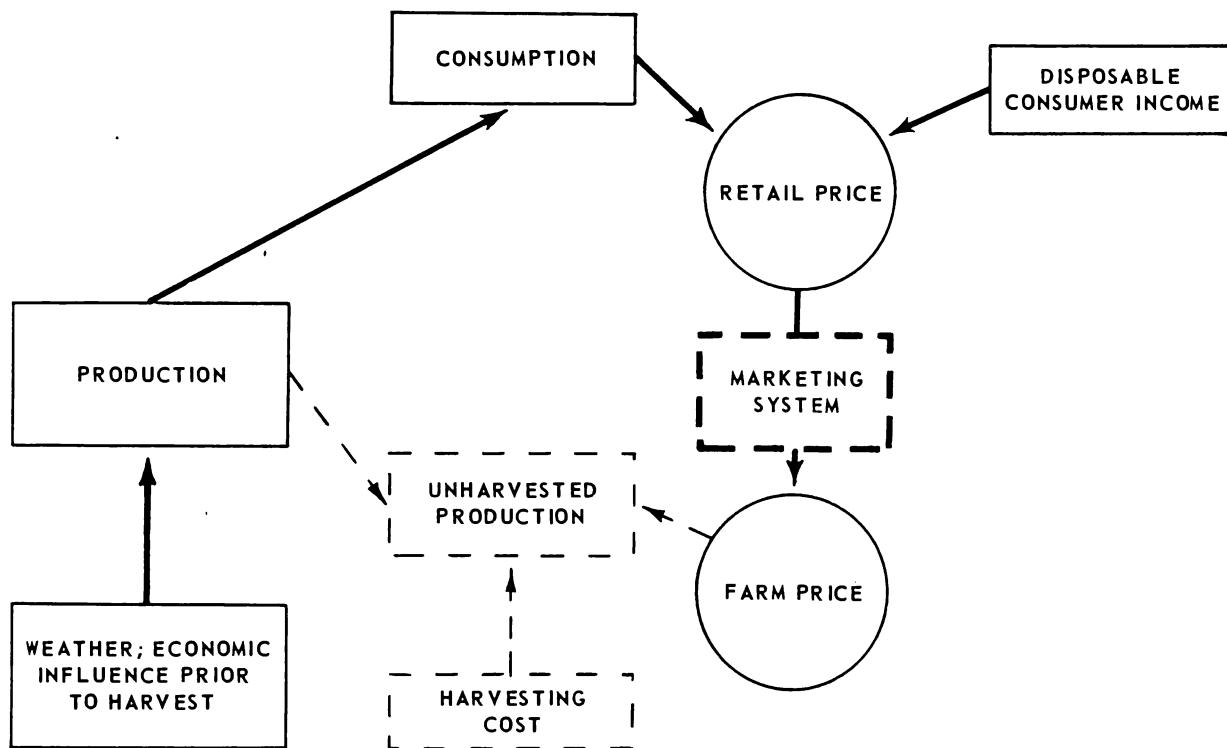 CONSUMPTION
DISPOSABLE
CONSUMER INCOME
RETAIL PRICE
PRODUCTION
MARKETING
SYSTEM
UNHARVESTED
PRODUCTION
FARM PRICE
WEATHER; ECONOMIC
INFLUENCE PRIOR
TO HARVEST
HARVESTING
COST